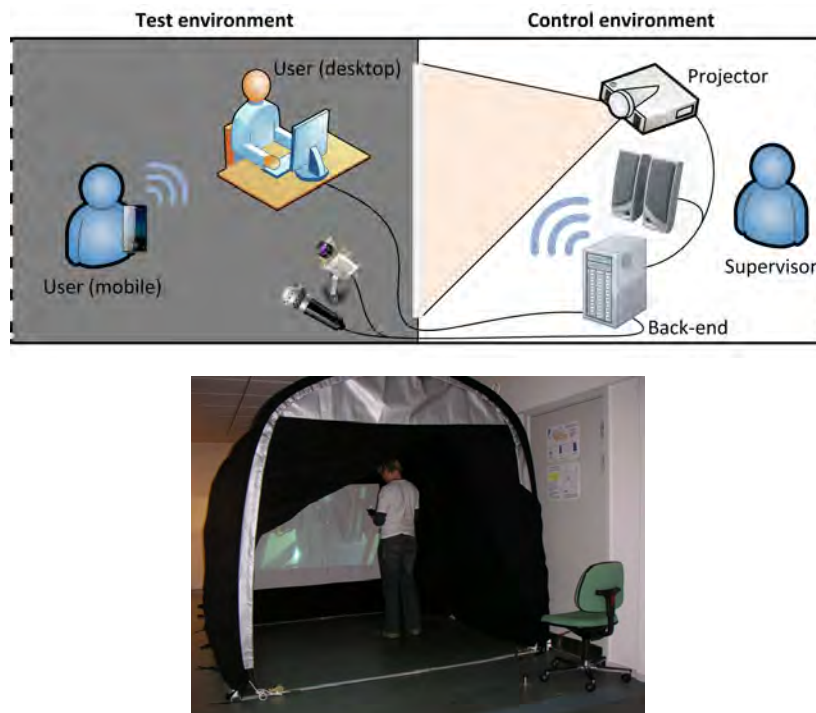 Test environment
Control environment
User (desktop)
Projector
User (mobile)
Supervisor
Back-end